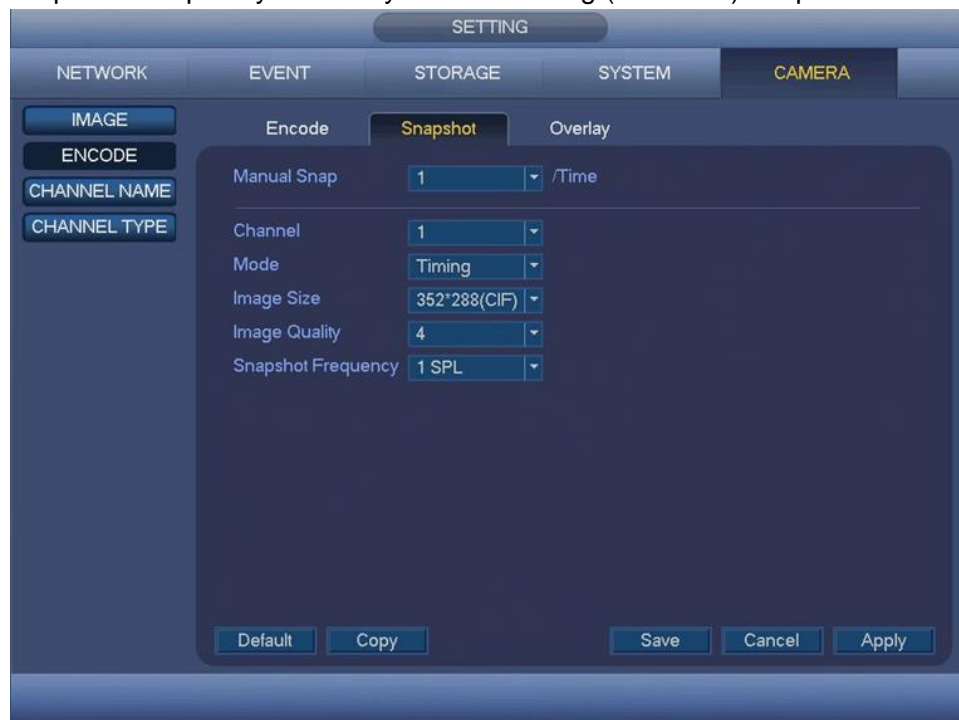 SETTING
NETWORK EVENT STORAGE SYSTEM CAMERA
IMAGE
ENCODE
CHANNEL NAME
CHANNEL TYPE
Encode Snapshot Overlay
Manual Snap 1 /Time
Channel 1
Mode Timing
Image Size 352*288(CIF)
Image Quality 4
Snapshot Frequency 1 SPL
Default Copy Save Cancel Apply